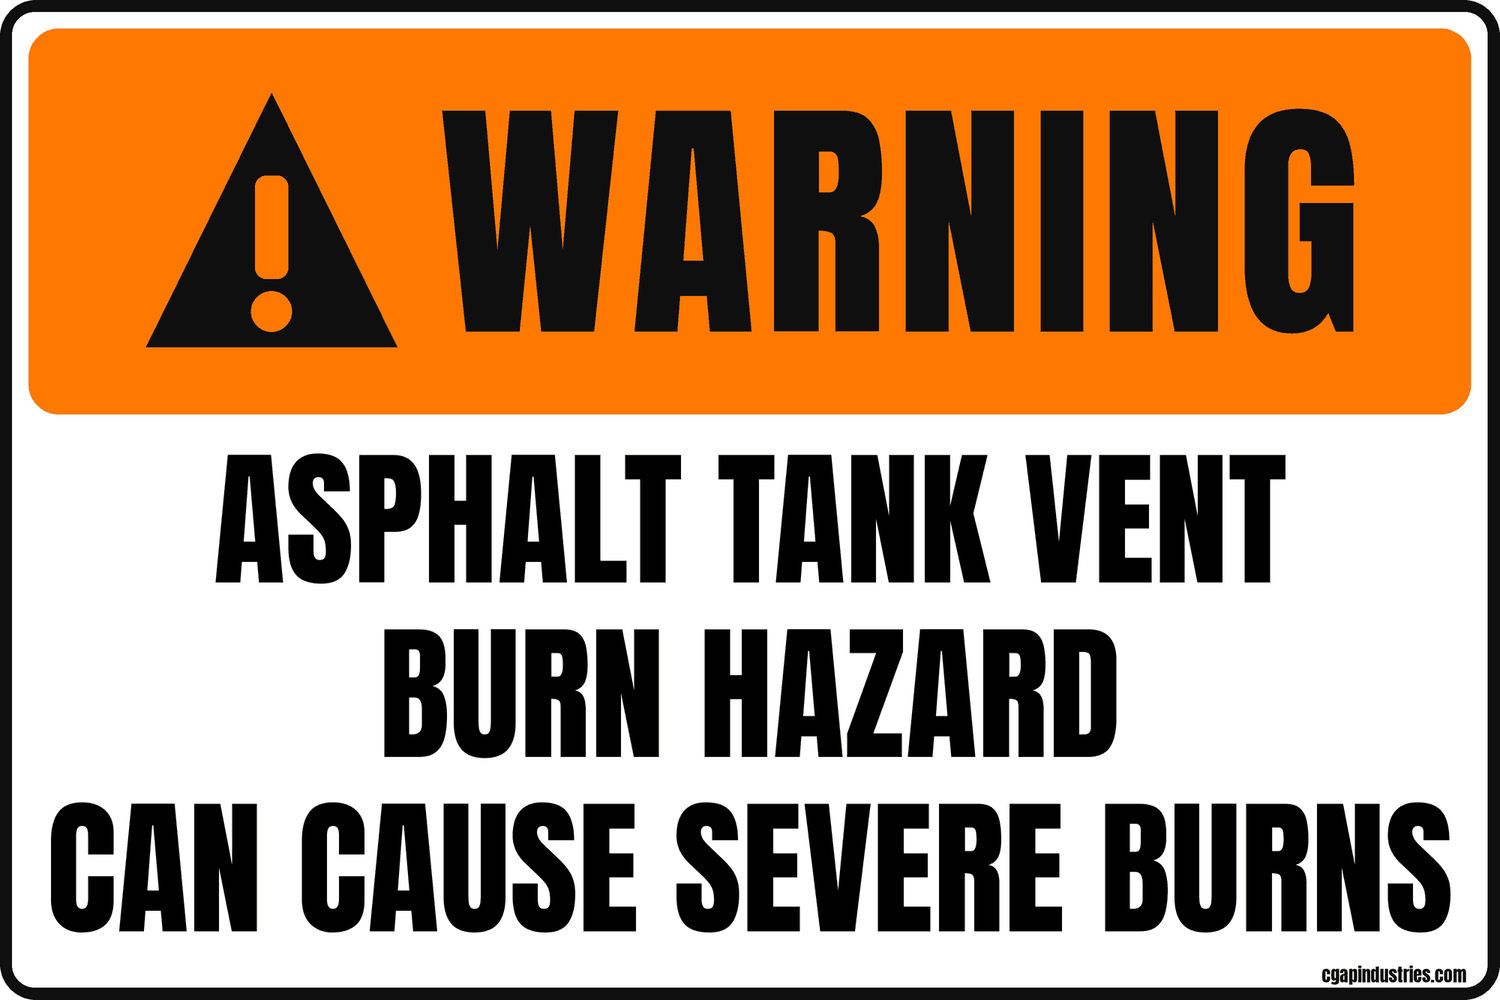 WARNING
ASPHALT TANK VENT
BURN HAZARD
CAN CAUSE SEVERE BURNS
cgapindustries.com